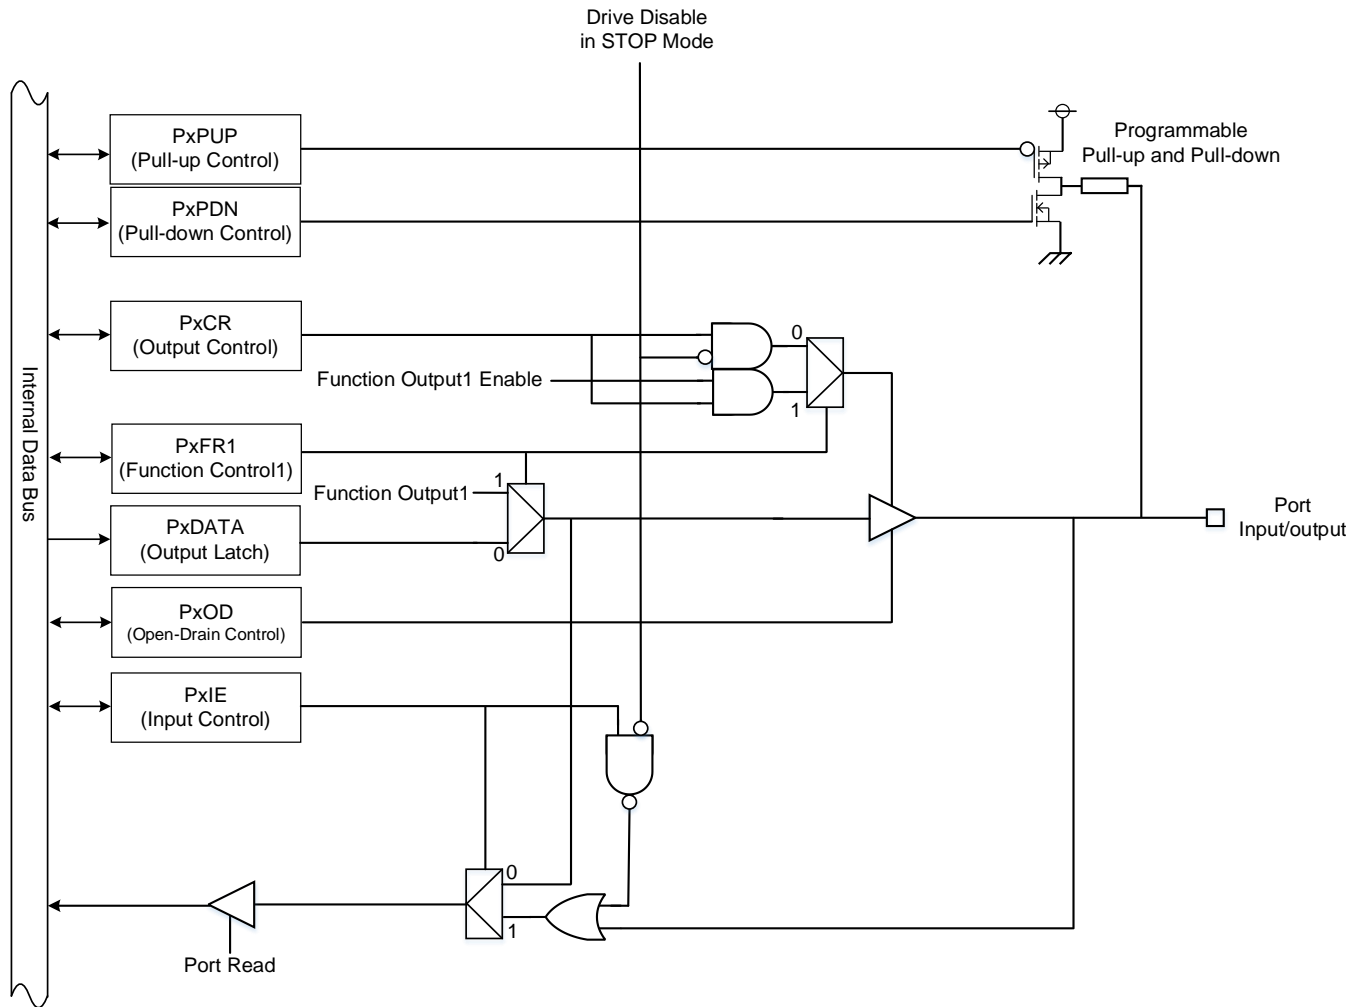 Drive Disable
in STOP Mode
PxPUP
(Pull-up Control)
Programmable
Pull-up and Pull-down
PxPDN
(Pull-down Control)
PxCR
(Output Control)
0
Function Output1 Enable
1
Internal Data Bus
PxFR1
(Function Control1)
1
Function Output1
0
PxDATA
(Output Latch)
Port
Input/output
PxOD
(Open-Drain Control)
PxIE
(Input Control)
0
1
Port Read